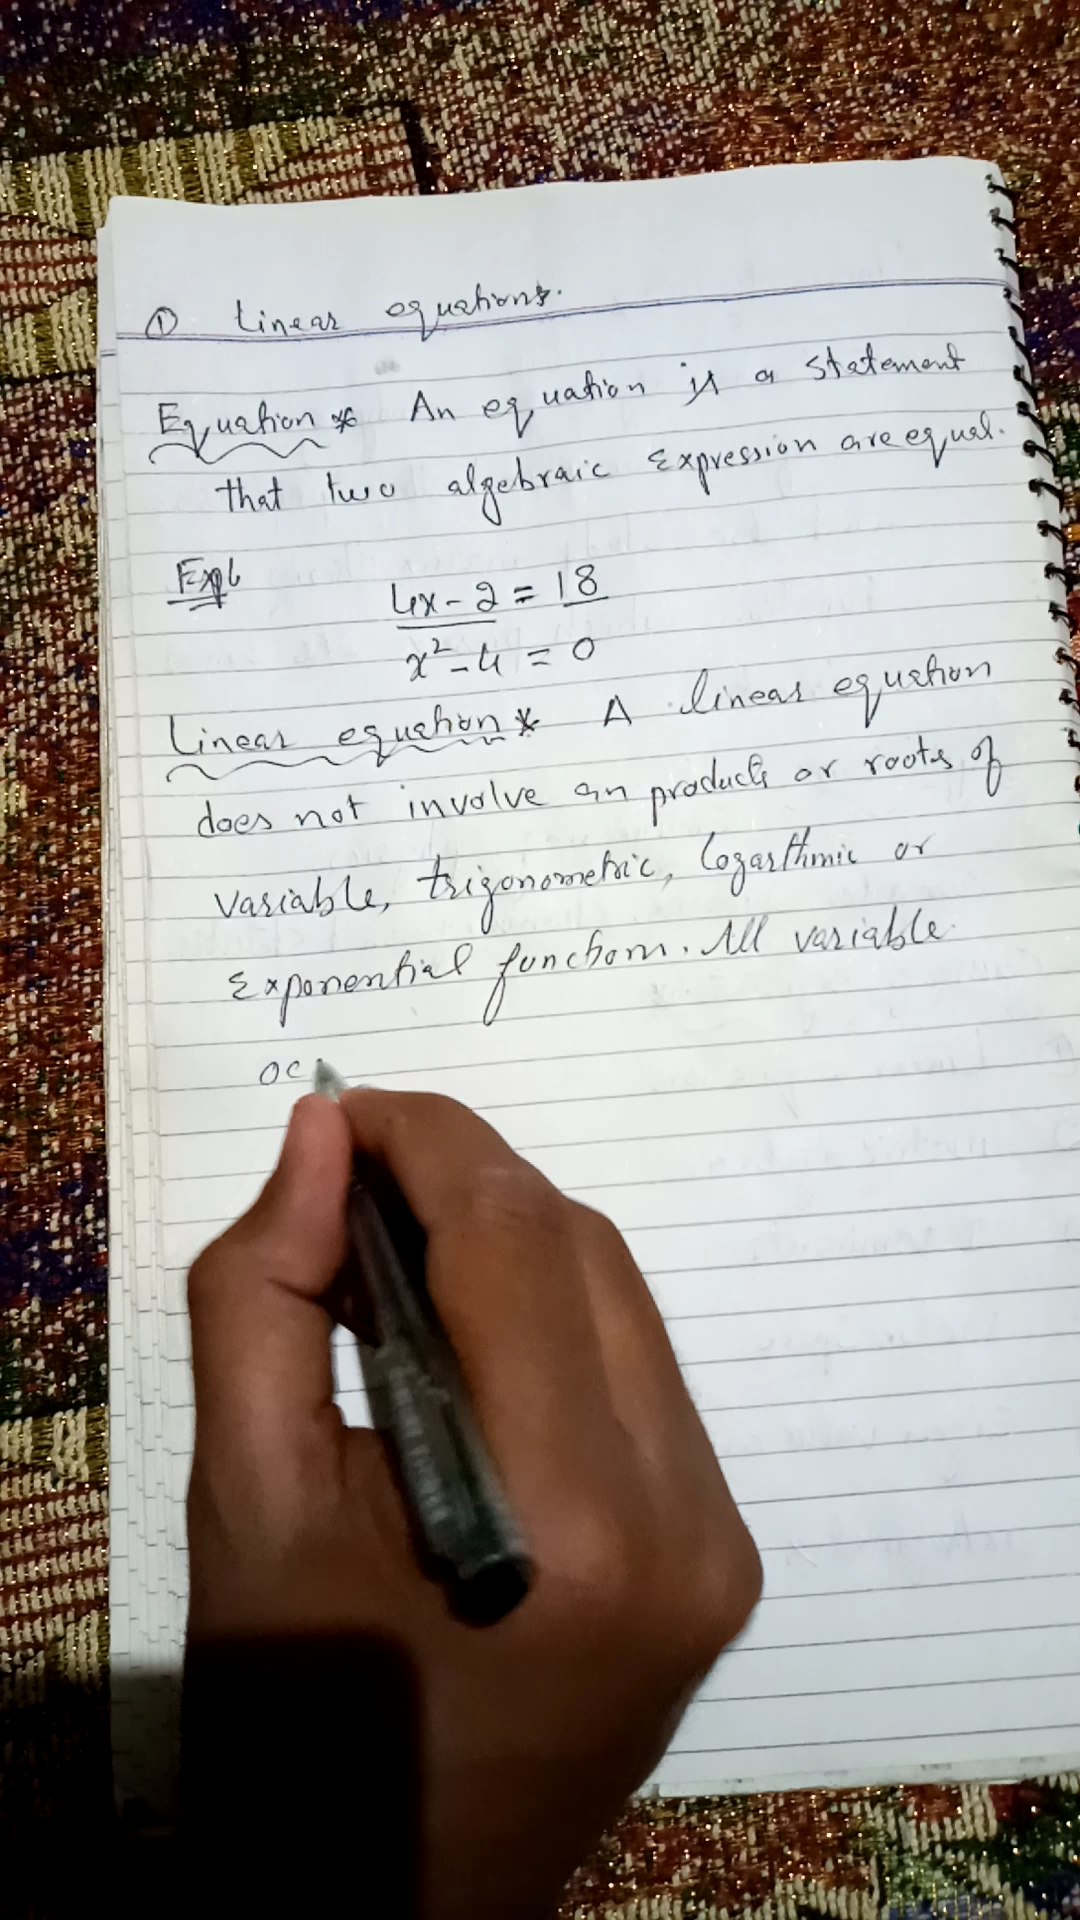 ① Linear equations.
Equation * An equation is a statement
that two algebraic Expression are equal.
Expl
4x - 2 = 18
x² - 4 = 0
Linear equation * A linear equation
does not involve an products or roots of
variable, trigonometric, logarthmic or
Exponential functions. All variable
oc